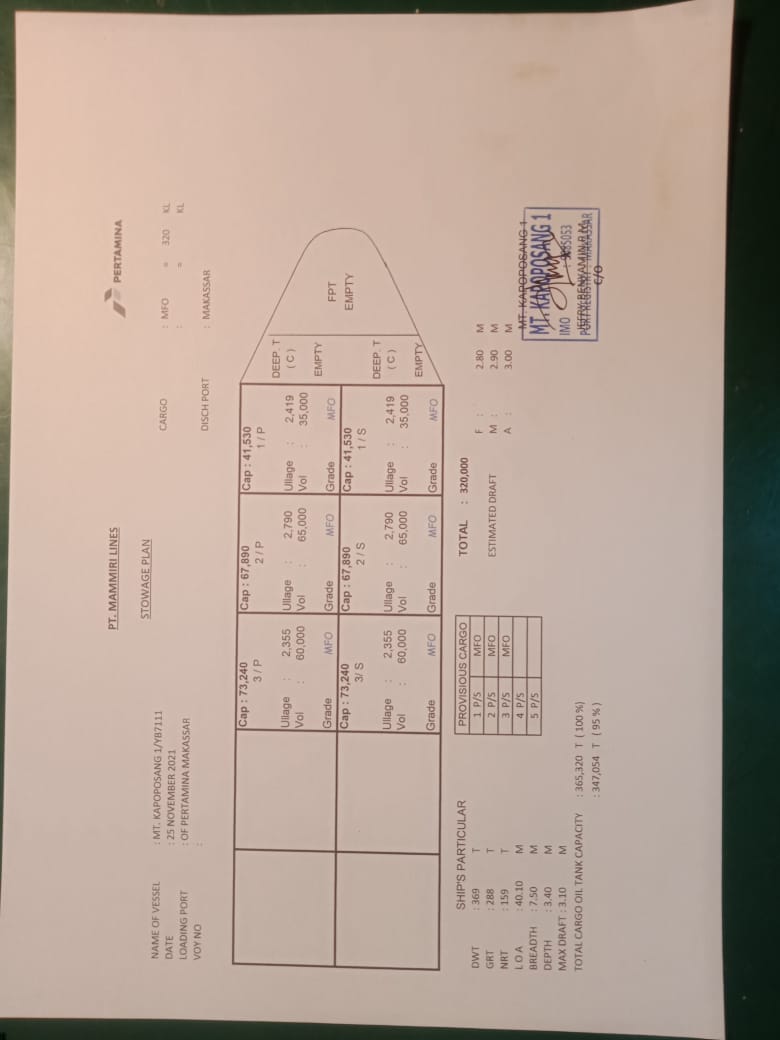 PERTAMINA
PT. MAMMIRI LINES
STOWAGE PLAN
NAME OF VESSEL : MT. KAPOPOSANG 1/YB7111
DATE : 25 NOVEMBER 2021
LOADING PORT : OF PERTAMINA MAKASSAR
VOY NO :
CARGO : MFO = 320 KL
: = KL
DISCH PORT : MAKASSAR
Cap : 73,240 Cap : 67,890 Cap : 41,530
3 / P 2 / P 1 / P
DEEP. T
( C )
EMPTY
Ullage : 2,355 Ullage : 2,790 Ullage : 2,419
Vol : 60,000 Vol : 65,000 Vol : 35,000
Grade MFO Grade MFO Grade MFO
FPT
EMPTY
Cap : 73,240 Cap : 67,890 Cap : 41,530
3/ S 2 / S 1 / S
DEEP. T
( C )
EMPTY
Ullage : 2,355 Ullage : 2,790 Ullage : 2,419
Vol : 60,000 Vol : 65,000 Vol : 35,000
Grade MFO Grade MFO Grade MFO
SHIP'S PARTICULAR
DWT : 369 T
GRT : 288 T
NRT : 159 T
L O A : 40.10 M
BREADTH : 7.50 M
DEPTH : 3.40 M
MAX DRAFT : 3.10 M
TOTAL CARGO OIL TANK CAPACITY : 365,320 T ( 100 %)
: 347,054 T ( 95 % )
PROVISIOUS CARGO
1 P/S MFO
2 P/S MFO
3 P/S MFO
4 P/S
5 P/S
TOTAL : 320,000
ESTIMATED DRAFT
F : 2.80 M
M : 2.90 M
A : 3.00 M
MT. KAPOPOSANG 1
MT. KAPOPOSANG 1
IMO
JEFRY BENYAMIN R.M
PORT REGISTRY : MAKASSAR
C/O